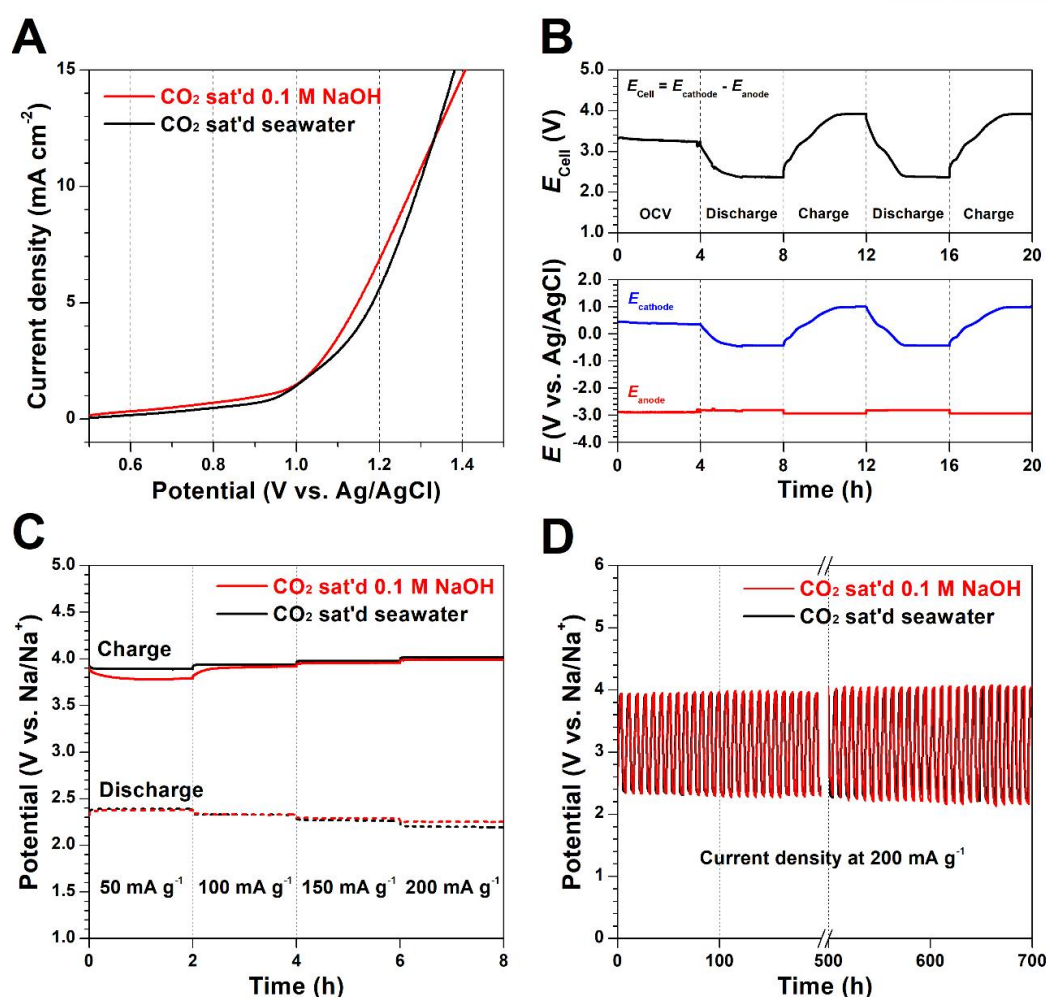 A
CO₂ sat'd 0.1 M NaOH
CO₂ sat'd seawater
Current density (mA cm⁻²)
15
10
5
0
0.6 0.8 1.0 1.2 1.4
Potential (V vs. Ag/AgCl)
B
E_Cell = E_cathode - E_anode
E_Cell (V)
5.0
4.0
3.0
2.0
1.0
OCV Discharge Charge Discharge Charge
0 4 8 12 16 20
E (V vs. Ag/AgCl)
2.0
1.0
0.0
-1.0
-2.0
-3.0
-4.0
E_cathode
E_anode
0 4 8 12 16 20
Time (h)
C
CO₂ sat'd 0.1 M NaOH
CO₂ sat'd seawater
Potential (V vs. Na/Na⁺)
5.0
4.5
4.0
3.5
3.0
2.5
2.0
1.5
1.0
Charge
Discharge
50 mA g⁻¹ 100 mA g⁻¹ 150 mA g⁻¹ 200 mA g⁻¹
0 2 4 6 8
Time (h)
D
CO₂ sat'd 0.1 M NaOH
CO₂ sat'd seawater
Potential (V vs. Na/Na⁺)
6
5
4
3
2
1
0
Current density at 200 mA g⁻¹
0 100 500 600 700
Time (h)